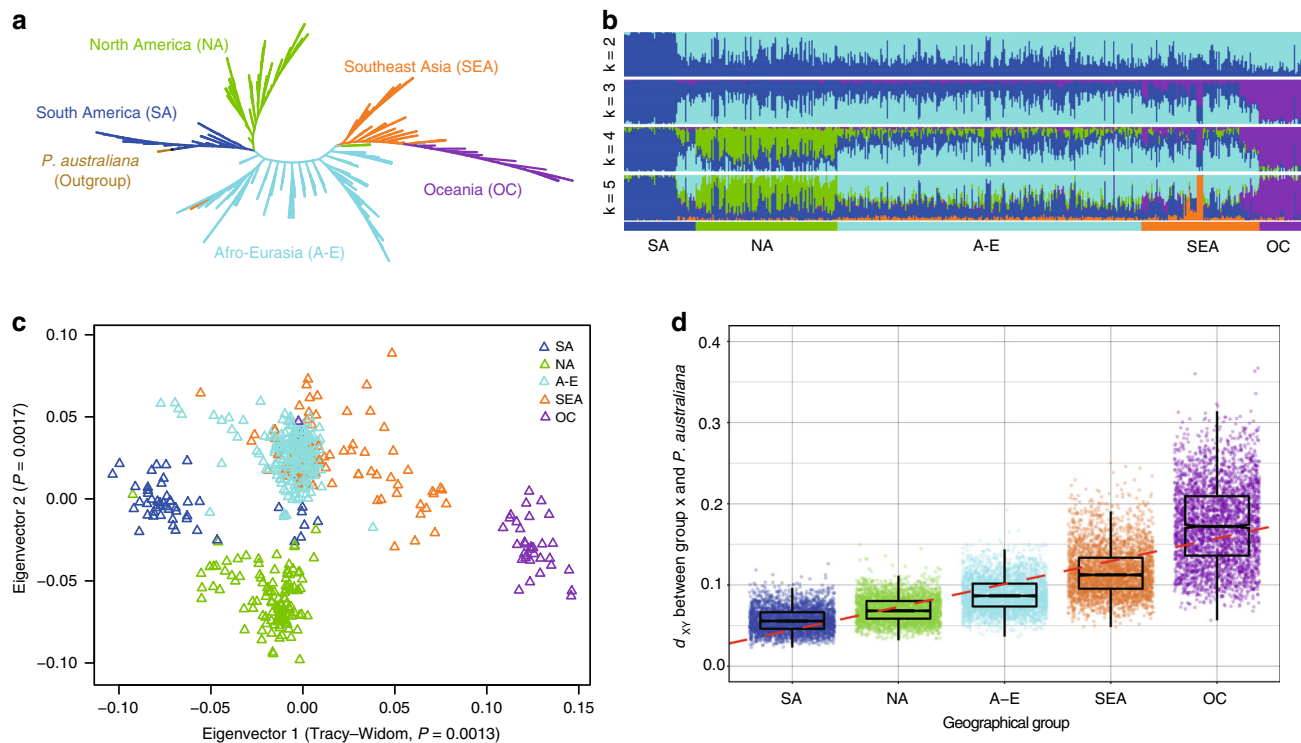 a
North America (NA)
Southeast Asia (SEA)
South America (SA)
P. australiana
(Outgroup)
Oceania (OC)
Afro-Eurasia (A-E)
b
k = 2
k = 3
k = 4
k = 5
SA NA A-E SEA OC
c
0.10
0.05
0.00
−0.05
−0.10
Eigenvector 2 (P = 0.0017)
SA
NA
A-E
SEA
OC
−0.10 −0.05 0.00 0.05 0.10 0.15
Eigenvector 1 (Tracy–Widom, P = 0.0013)
d
0.4
0.3
0.2
0.1
0.0
d XY between group x and P. australiana
SA NA A−E SEA OC
Geographical group